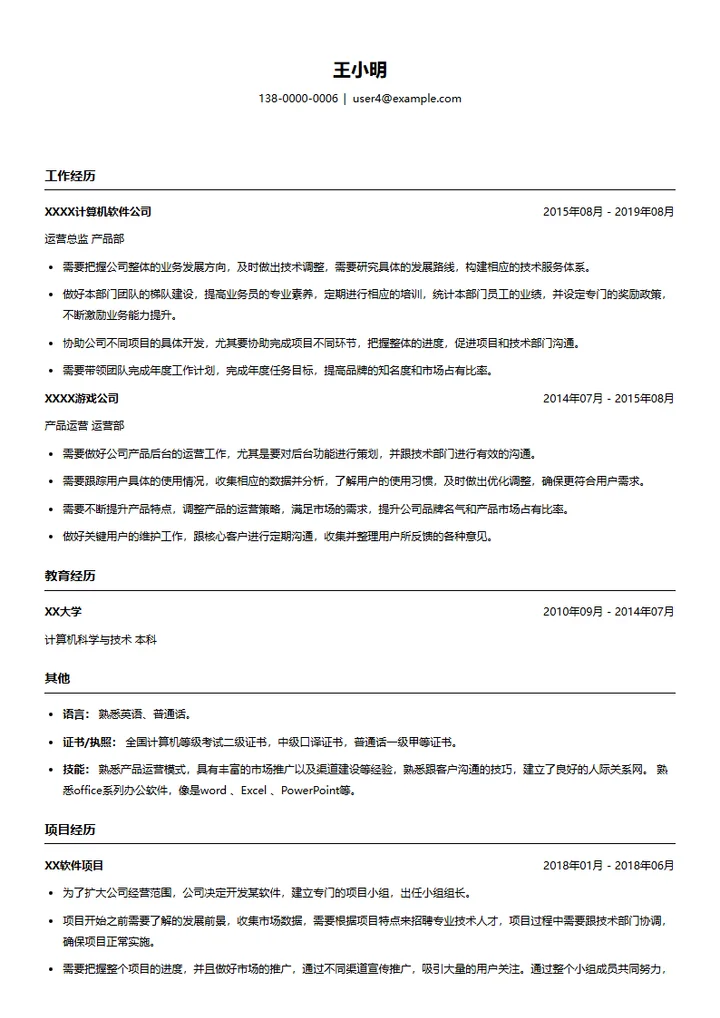 王小明
138-0000-0006 | user4@example.com
工作经历
XXXX计算机软件公司 2015年08月 - 2019年08月
运营总监 产品部
• 需要把握公司整体的业务发展方向，及时做出技术调整，需要研究具体的发展路线，构建相应的技术服务体系。
• 做好本部门团队的梯队建设，提高业务员的专业素养，定期进行相应的培训，统计本部门员工的业绩，并设定专门的奖励政策，
不断激励业务能力提升。
• 协助公司不同项目的具体开发，尤其要协助完成项目不同环节，把握整体的进度，促进项目和技术部门沟通。
• 需要带领团队完成年度工作计划，完成年度任务目标，提高品牌的知名度和市场占有比率。
XXXX游戏公司 2014年07月 - 2015年08月
产品运营 运营部
• 需要做好公司产品后台的运营工作，尤其是要对后台功能进行策划，并跟技术部门进行有效的沟通。
• 需要跟踪用户具体的使用情况，收集相应的数据并分析，了解用户的使用习惯，及时做出优化调整，确保更符合用户需求。
• 需要不断提升产品特点，调整产品的运营策略，满足市场的需求，提升公司品牌名气和产品市场占有比率。
• 做好关键用户的维护工作，跟核心客户进行定期沟通，收集并整理用户所反馈的各种意见。
教育经历
XX大学 2010年09月 - 2014年07月
计算机科学与技术 本科
其他
• 语言： 熟悉英语、普通话。
• 证书/执照： 全国计算机等级考试二级证书，中级口译证书，普通话一级甲等证书。
• 技能： 熟悉产品运营模式，具有丰富的市场推广以及渠道建设等经验，熟悉跟客户沟通的技巧，建立了良好的人际关系网。 熟
悉office系列办公软件，像是word 、Excel 、PowerPoint等。
项目经历
XX软件项目 2018年01月 - 2018年06月
• 为了扩大公司经营范围，公司决定开发某软件，建立专门的项目小组，出任小组组长。
• 项目开始之前需要了解的发展前景，收集市场数据，需要根据项目特点来招聘专业技术人才，项目过程中需要跟技术部门协调，
确保项目正常实施。
• 需要把握整个项目的进度，并且做好市场的推广，通过不同渠道宣传推广，吸引大量的用户关注。通过整个小组成员共同努力，